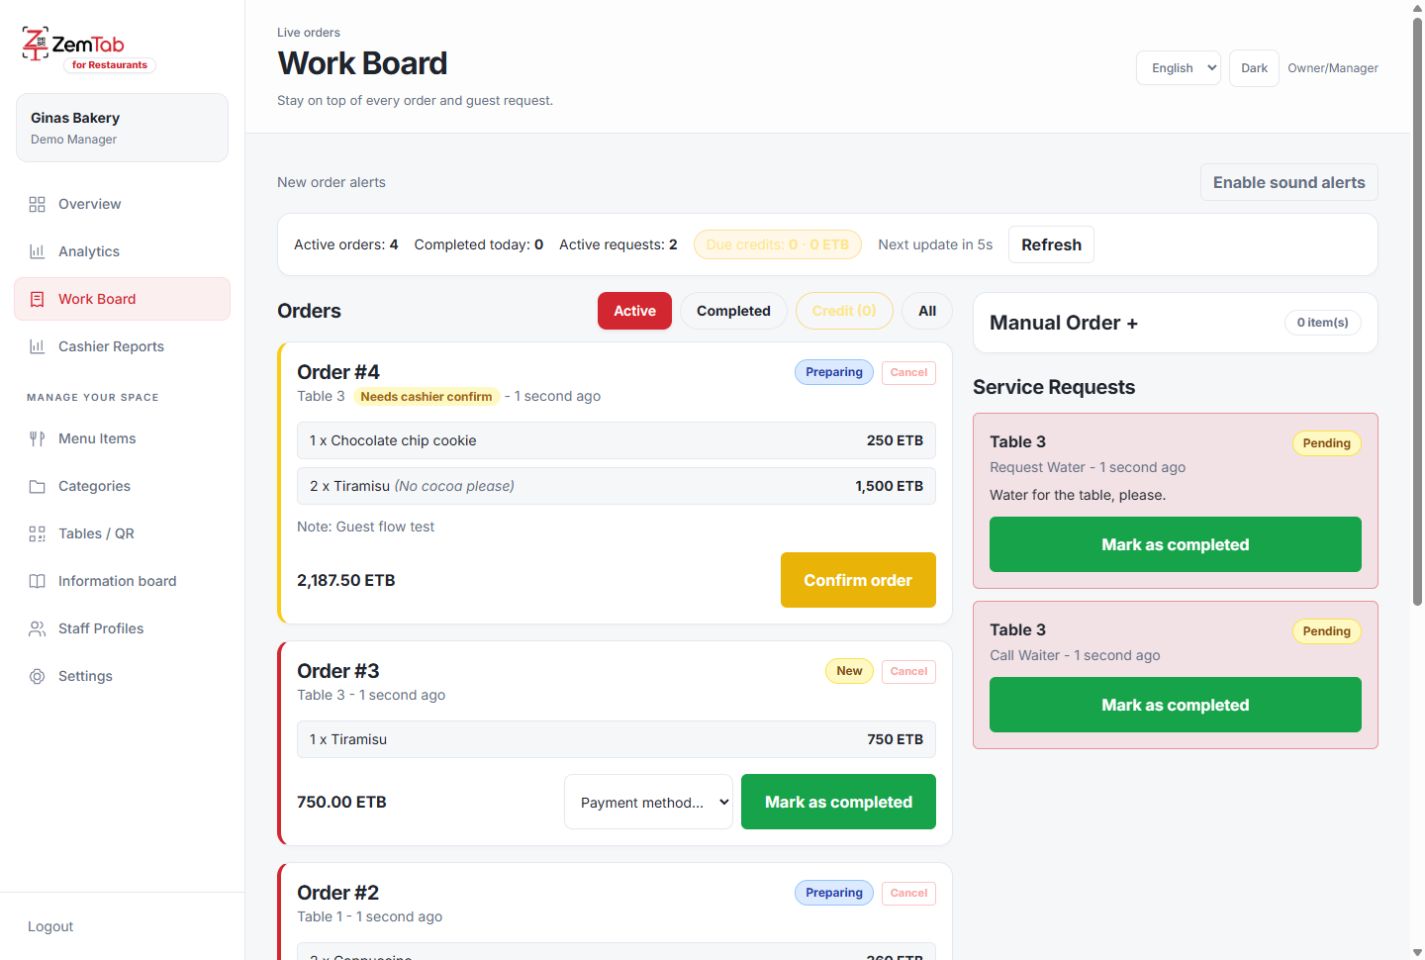 ZemTab
for Restaurants
Ginas Bakery
Demo Manager
Overview
Analytics
Work Board
Cashier Reports
MANAGE YOUR SPACE
Menu Items
Categories
Tables / QR
Information board
Staff Profiles
Settings
Logout
Live orders
Work Board
Stay on top of every order and guest request.
English
Dark
Owner/Manager
New order alerts
Enable sound alerts
Active orders: 4 Completed today: 0 Active requests: 2 Due credits: 0 · 0 ETB Next update in 5s Refresh
Orders
Active
Completed
Credit (0)
All
Order #4
Preparing
Cancel
Table 3 Needs cashier confirm - 1 second ago
1 x Chocolate chip cookie 250 ETB
2 x Tiramisu (No cocoa please) 1,500 ETB
Note: Guest flow test
2,187.50 ETB
Confirm order
Order #3
New
Cancel
Table 3 - 1 second ago
1 x Tiramisu 750 ETB
750.00 ETB
Payment method...
Mark as completed
Order #2
Preparing
Cancel
Table 1 - 1 second ago
2 x Cappuccino 360 ETB
Manual Order +
0 item(s)
Service Requests
Table 3
Pending
Request Water - 1 second ago
Water for the table, please.
Mark as completed
Table 3
Pending
Call Waiter - 1 second ago
Mark as completed